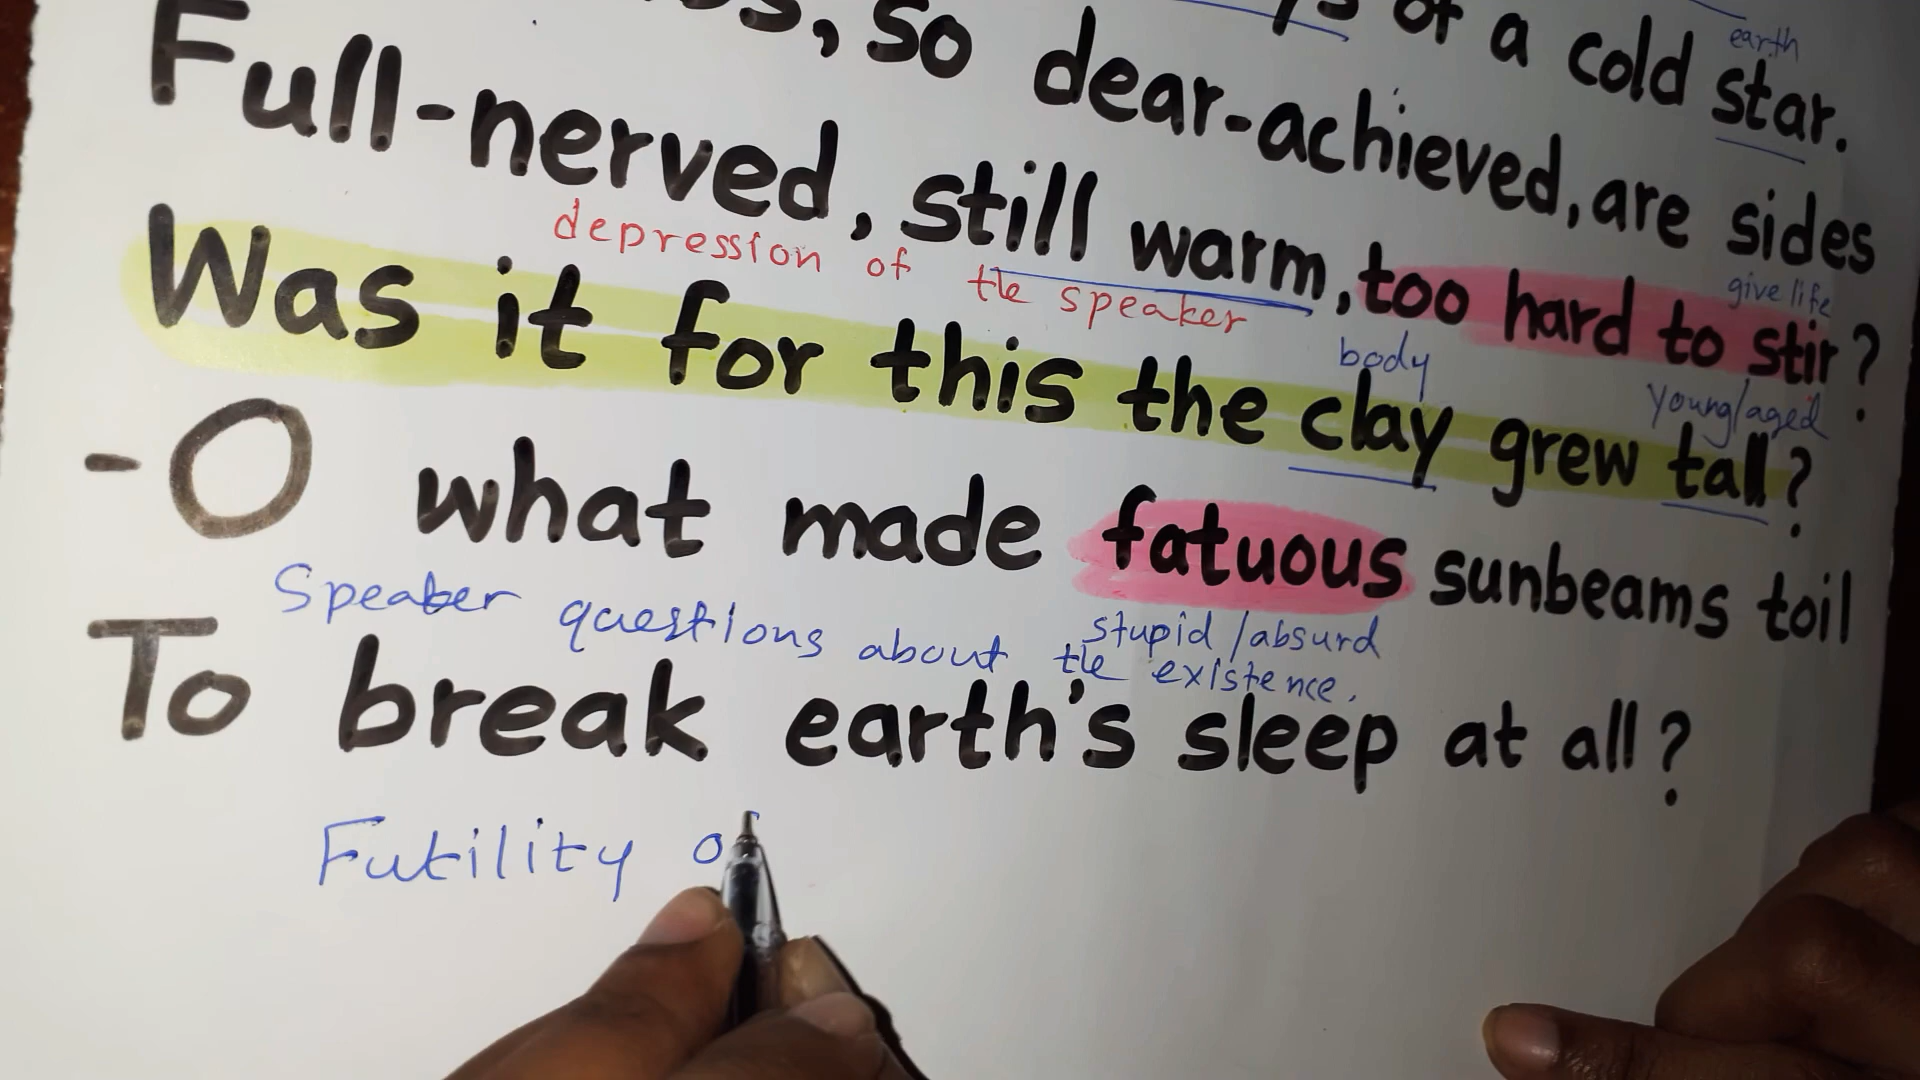 of a cold star.
earth
so dear-achieved, are sides
Full-nerved, still warm, too hard to stir?
give life
depression of the speaker
body
young/aged
Was it for this the clay grew tall?
-O what made fatuous sunbeams toil
Speaker questions about the existence.
stupid/absurd
To break earth's sleep at all?
Futility o